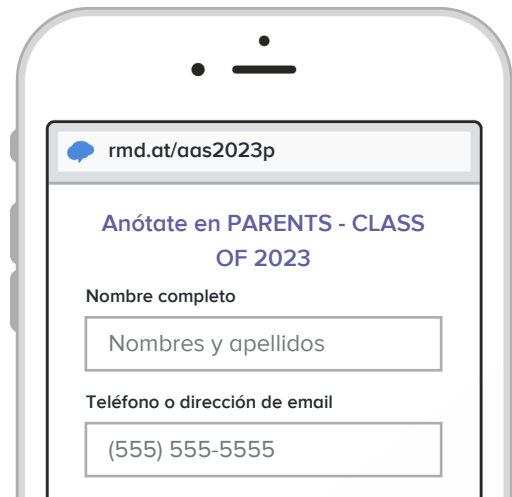 rmd.at/aas2023p
Anótate en PARENTS - CLASS
OF 2023
Nombre completo
Nombres y apellidos
Teléfono o dirección de email
(555) 555-5555